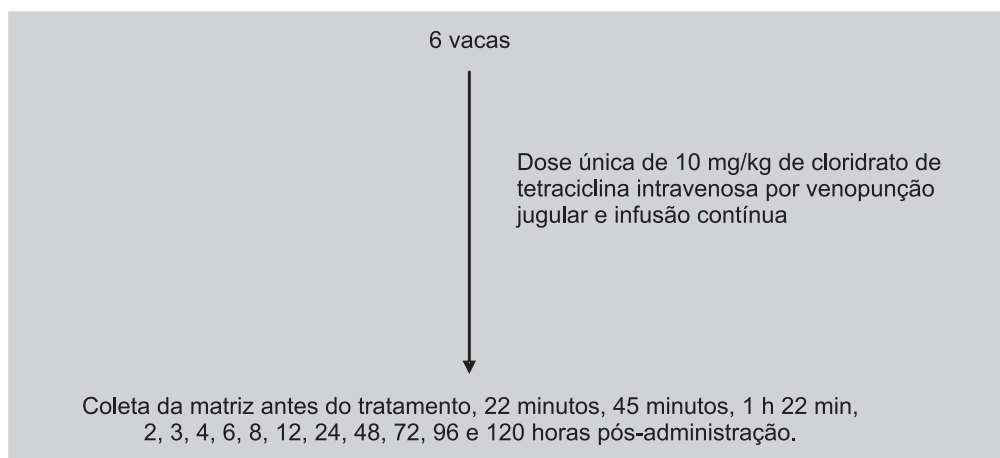 6 vacas
Dose única de 10 mg/kg de cloridrato de
tetraciclina intravenosa por venopunção
jugular e infusão contínua
Coleta da matriz antes do tratamento, 22 minutos, 45 minutos, 1 h 22 min,
2, 3, 4, 6, 8, 12, 24, 48, 72, 96 e 120 horas pós-administração.